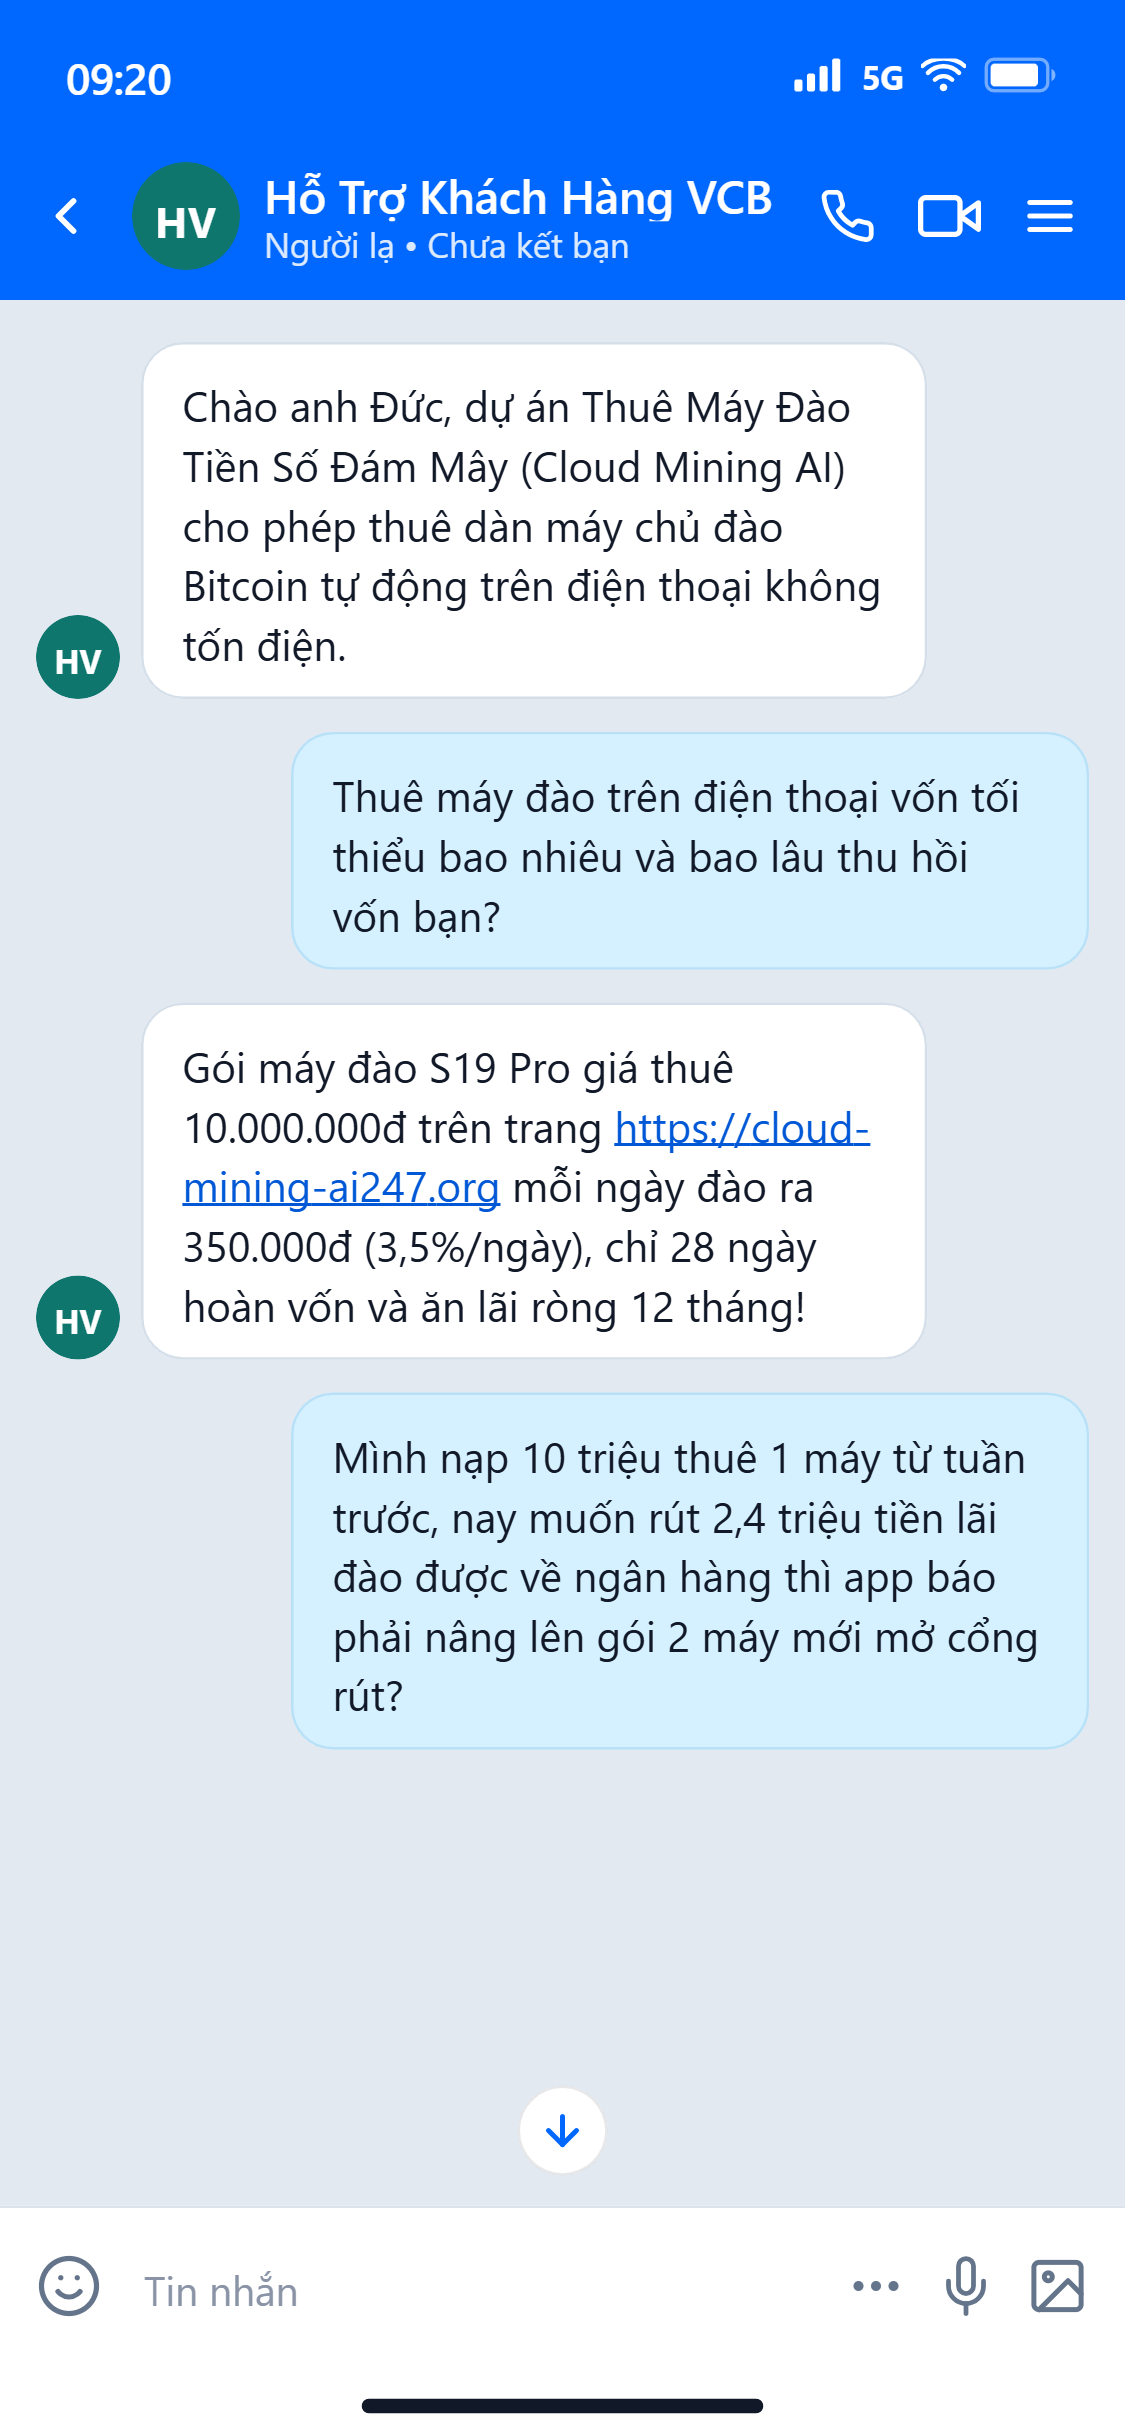 09:20
5G
HV
Hỗ Trợ Khách Hàng VCB
Người lạ • Chưa kết bạn
Chào anh Đức, dự án Thuê Máy Đào
Tiền Số Đám Mây (Cloud Mining AI)
cho phép thuê dàn máy chủ đào
Bitcoin tự động trên điện thoại không
tốn điện.
HV
Thuê máy đào trên điện thoại vốn tối
thiểu bao nhiêu và bao lâu thu hồi
vốn bạn?
Gói máy đào S19 Pro giá thuê
10.000.000đ trên trang https://cloud-
mining-ai247.org mỗi ngày đào ra
350.000đ (3,5%/ngày), chỉ 28 ngày
hoàn vốn và ăn lãi ròng 12 tháng!
HV
Mình nạp 10 triệu thuê 1 máy từ tuần
trước, nay muốn rút 2,4 triệu tiền lãi
đào được về ngân hàng thì app báo
phải nâng lên gói 2 máy mới mở cổng
rút?
Tin nhắn